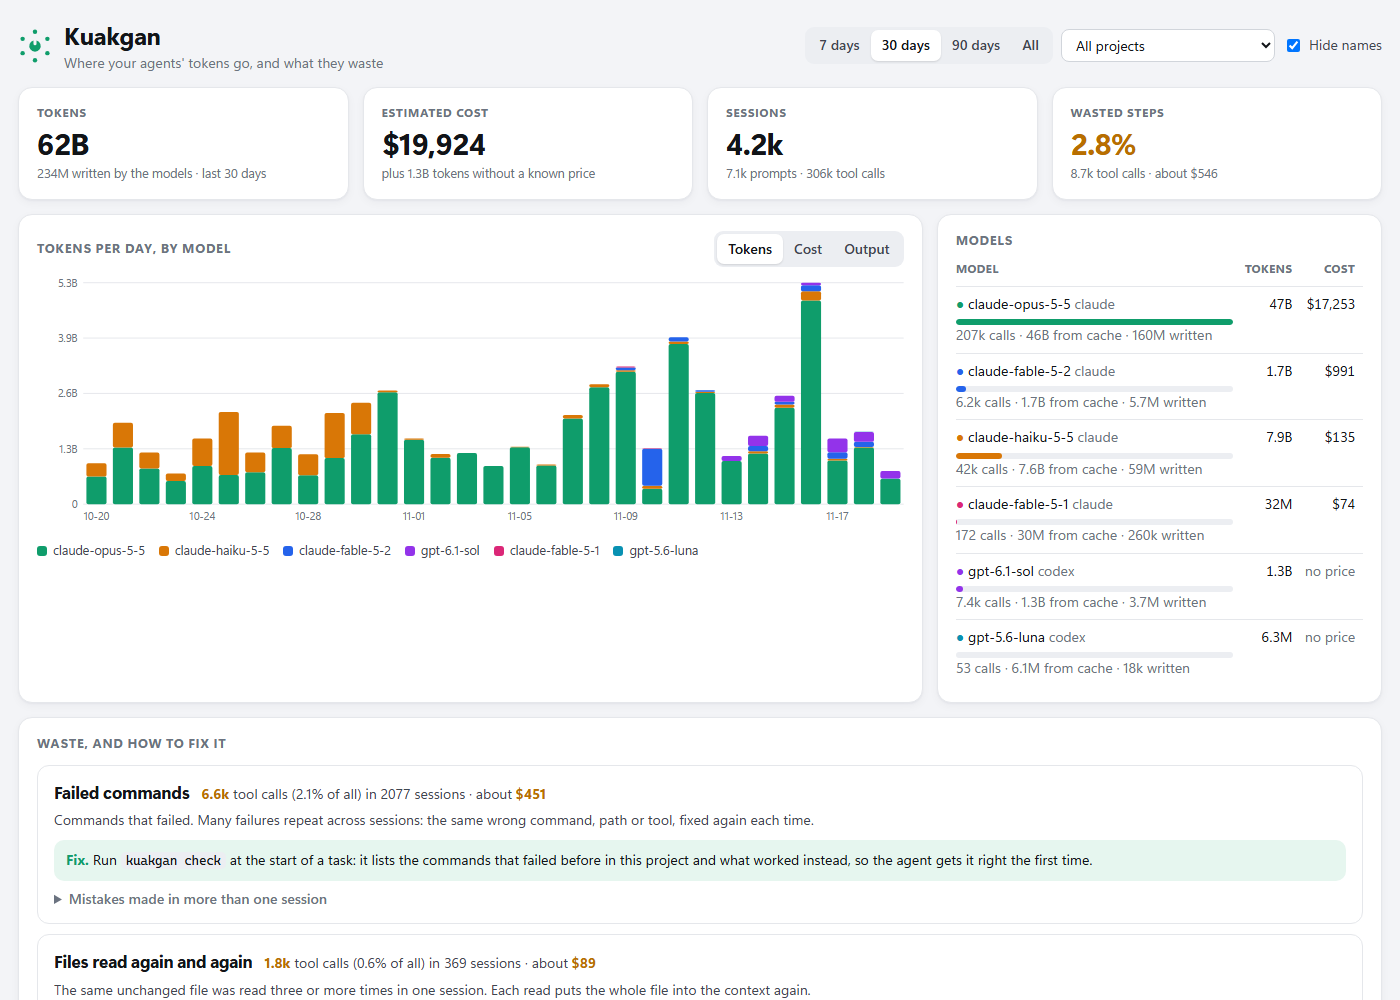 Kuakgan
Where your agents' tokens go, and what they waste
7 days 30 days 90 days All All projects Hide names
TOKENS
62B
234M written by the models · last 30 days
ESTIMATED COST
$19,924
plus 1.3B tokens without a known price
SESSIONS
4.2k
7.1k prompts · 306k tool calls
WASTED STEPS
2.8%
8.7k tool calls · about $546
TOKENS PER DAY, BY MODEL
Tokens Cost Output
5.3B
3.9B
2.6B
1.3B
0
10-20 10-24 10-28 11-01 11-05 11-09 11-13 11-17
claude-opus-5-5 claude-haiku-5-5 claude-fable-5-2 gpt-6.1-sol claude-fable-5-1 gpt-5.6-luna
MODELS
MODEL TOKENS COST
claude-opus-5-5 claude 47B $17,253
207k calls · 46B from cache · 160M written
claude-fable-5-2 claude 1.7B $991
6.2k calls · 1.7B from cache · 5.7M written
claude-haiku-5-5 claude 7.9B $135
42k calls · 7.6B from cache · 59M written
claude-fable-5-1 claude 32M $74
172 calls · 30M from cache · 260k written
gpt-6.1-sol codex 1.3B no price
7.4k calls · 1.3B from cache · 3.7M written
gpt-5.6-luna codex 6.3M no price
53 calls · 6.1M from cache · 18k written
WASTE, AND HOW TO FIX IT
Failed commands 6.6k tool calls (2.1% of all) in 2077 sessions · about $451
Commands that failed. Many failures repeat across sessions: the same wrong command, path or tool, fixed again each time.
Fix. Run kuakgan check at the start of a task: it lists the commands that failed before in this project and what worked instead, so the agent gets it right the first time.
Mistakes made in more than one session
Files read again and again 1.8k tool calls (0.6% of all) in 369 sessions · about $89
The same unchanged file was read three or more times in one session. Each read puts the whole file into the context again.